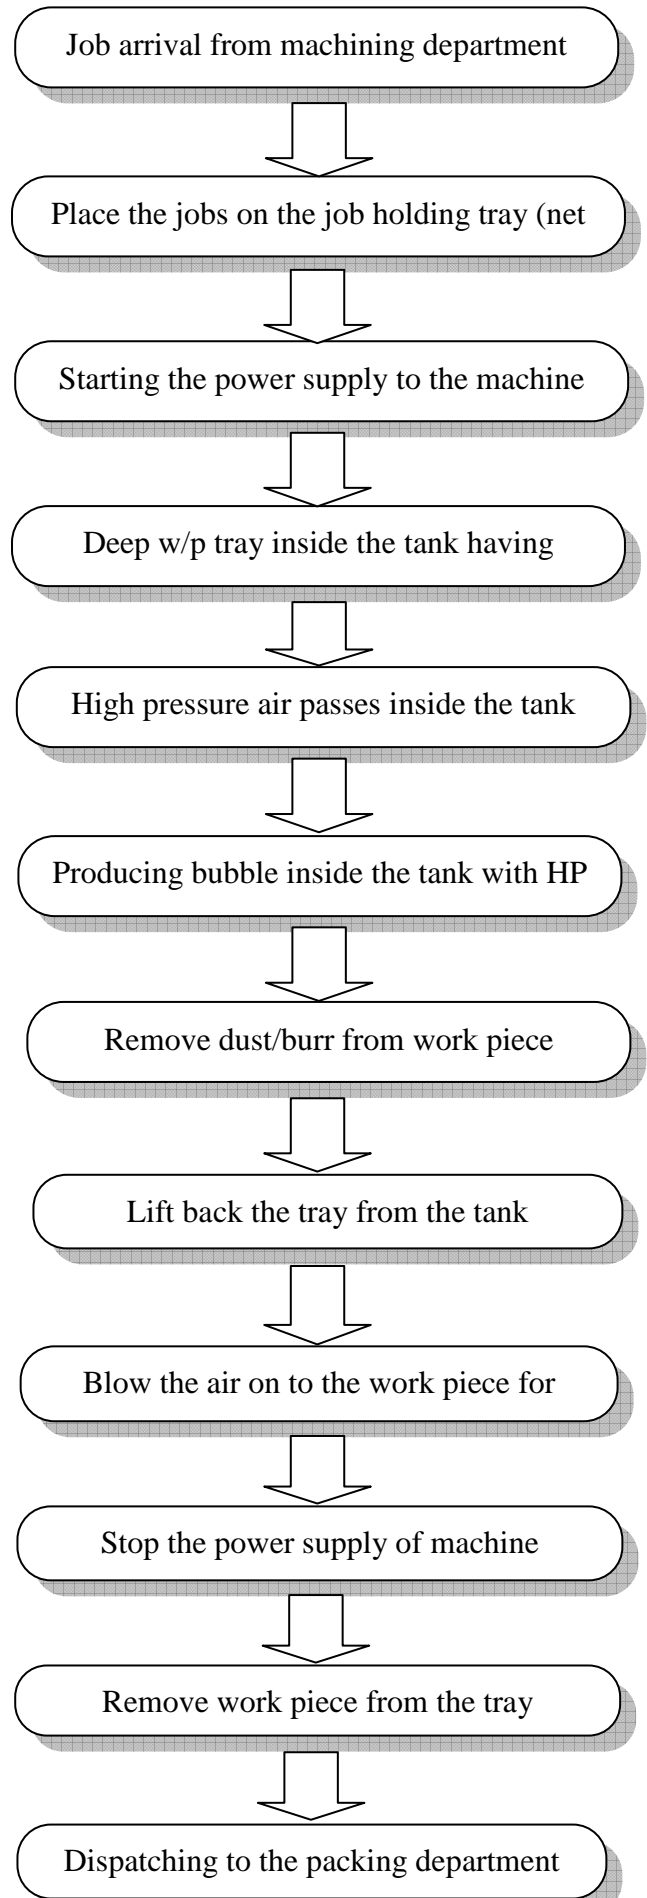 Job arrival from machining department
Place the jobs on the job holding tray (net
Starting the power supply to the machine
Deep w/p tray inside the tank having
High pressure air passes inside the tank
Producing bubble inside the tank with HP
Remove dust/burr from work piece
Lift back the tray from the tank
Blow the air on to the work piece for
Stop the power supply of machine
Remove work piece from the tray
Dispatching to the packing department